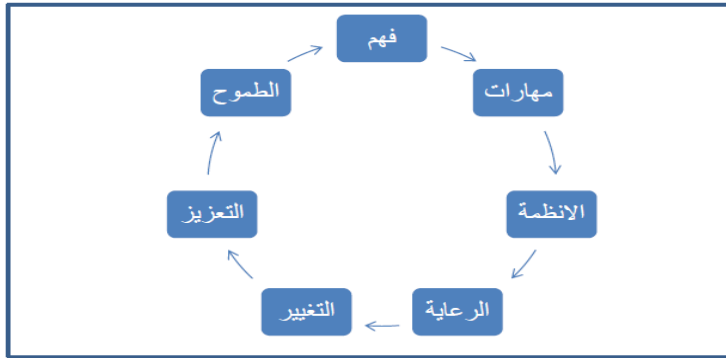 فهم
مهارات
الانظمة
الرعاية
التغيير
التعزيز
الطموح